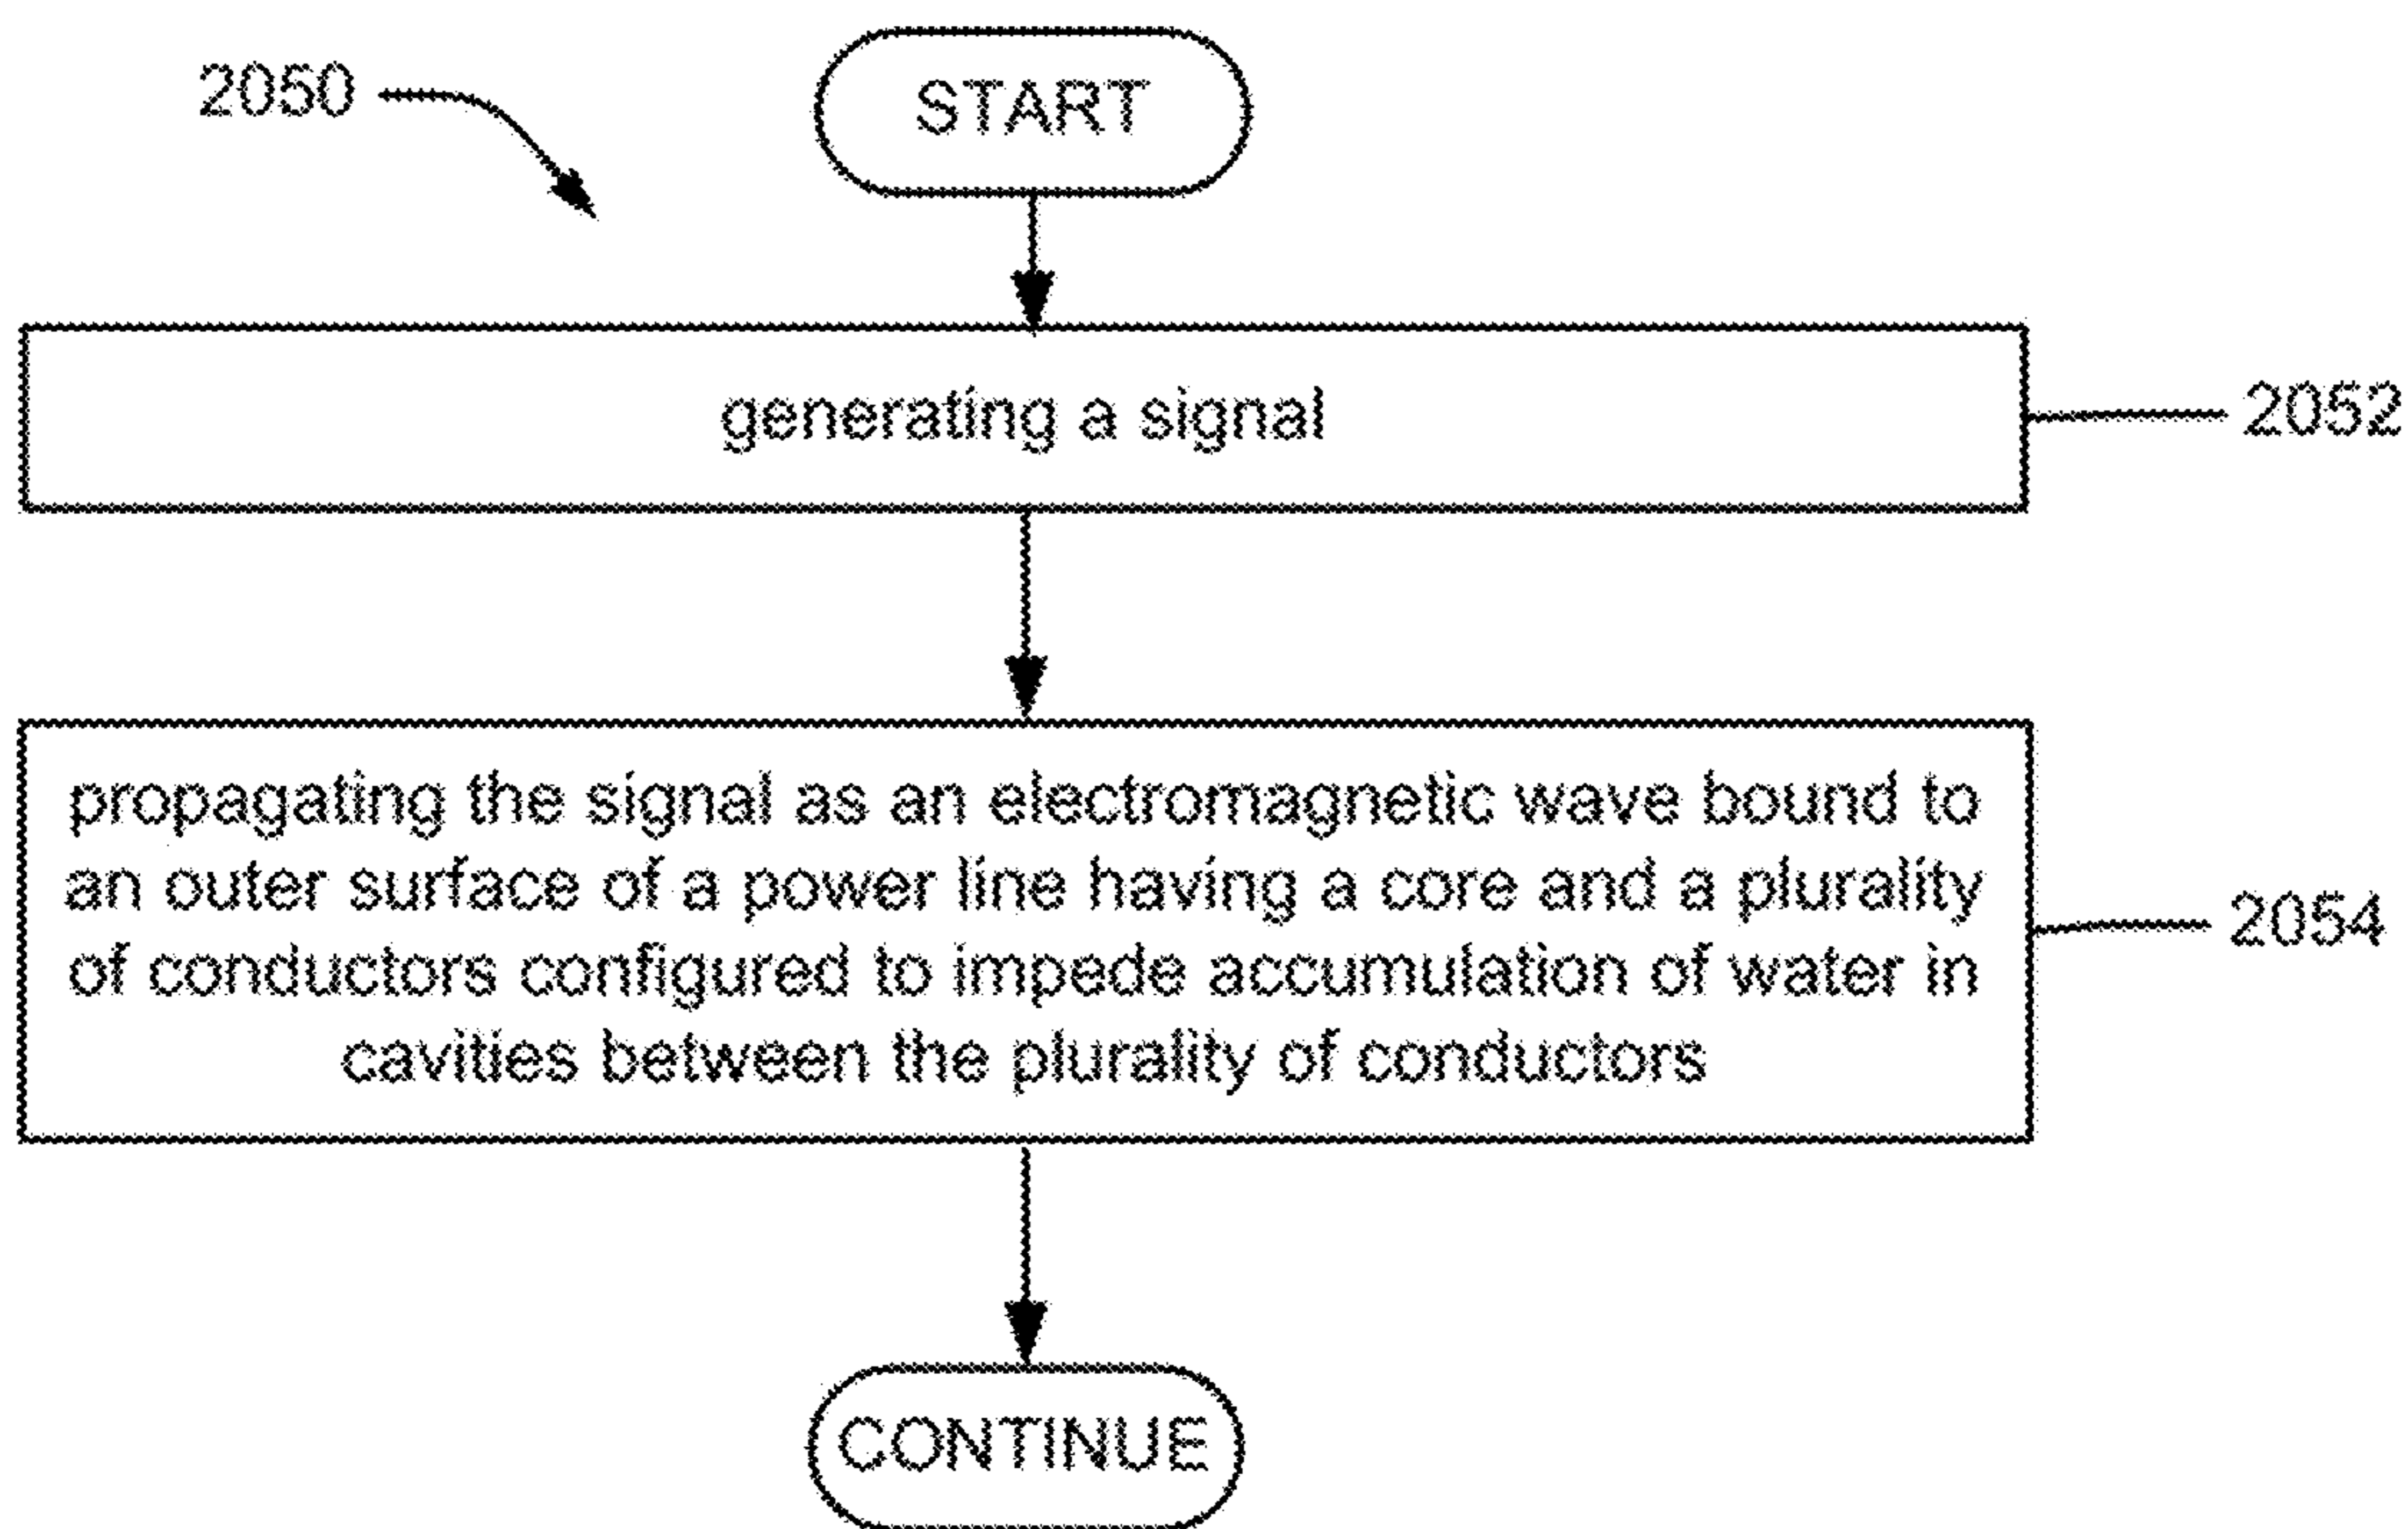 2050
START
generating a signal
2052
propagating the signal as an electromagnetic wave bound to
an outer surface of a power line having a core and a plurality
of conductors configured to impede accumulation of water in
cavities between the plurality of conductors
2054
CONTINUE